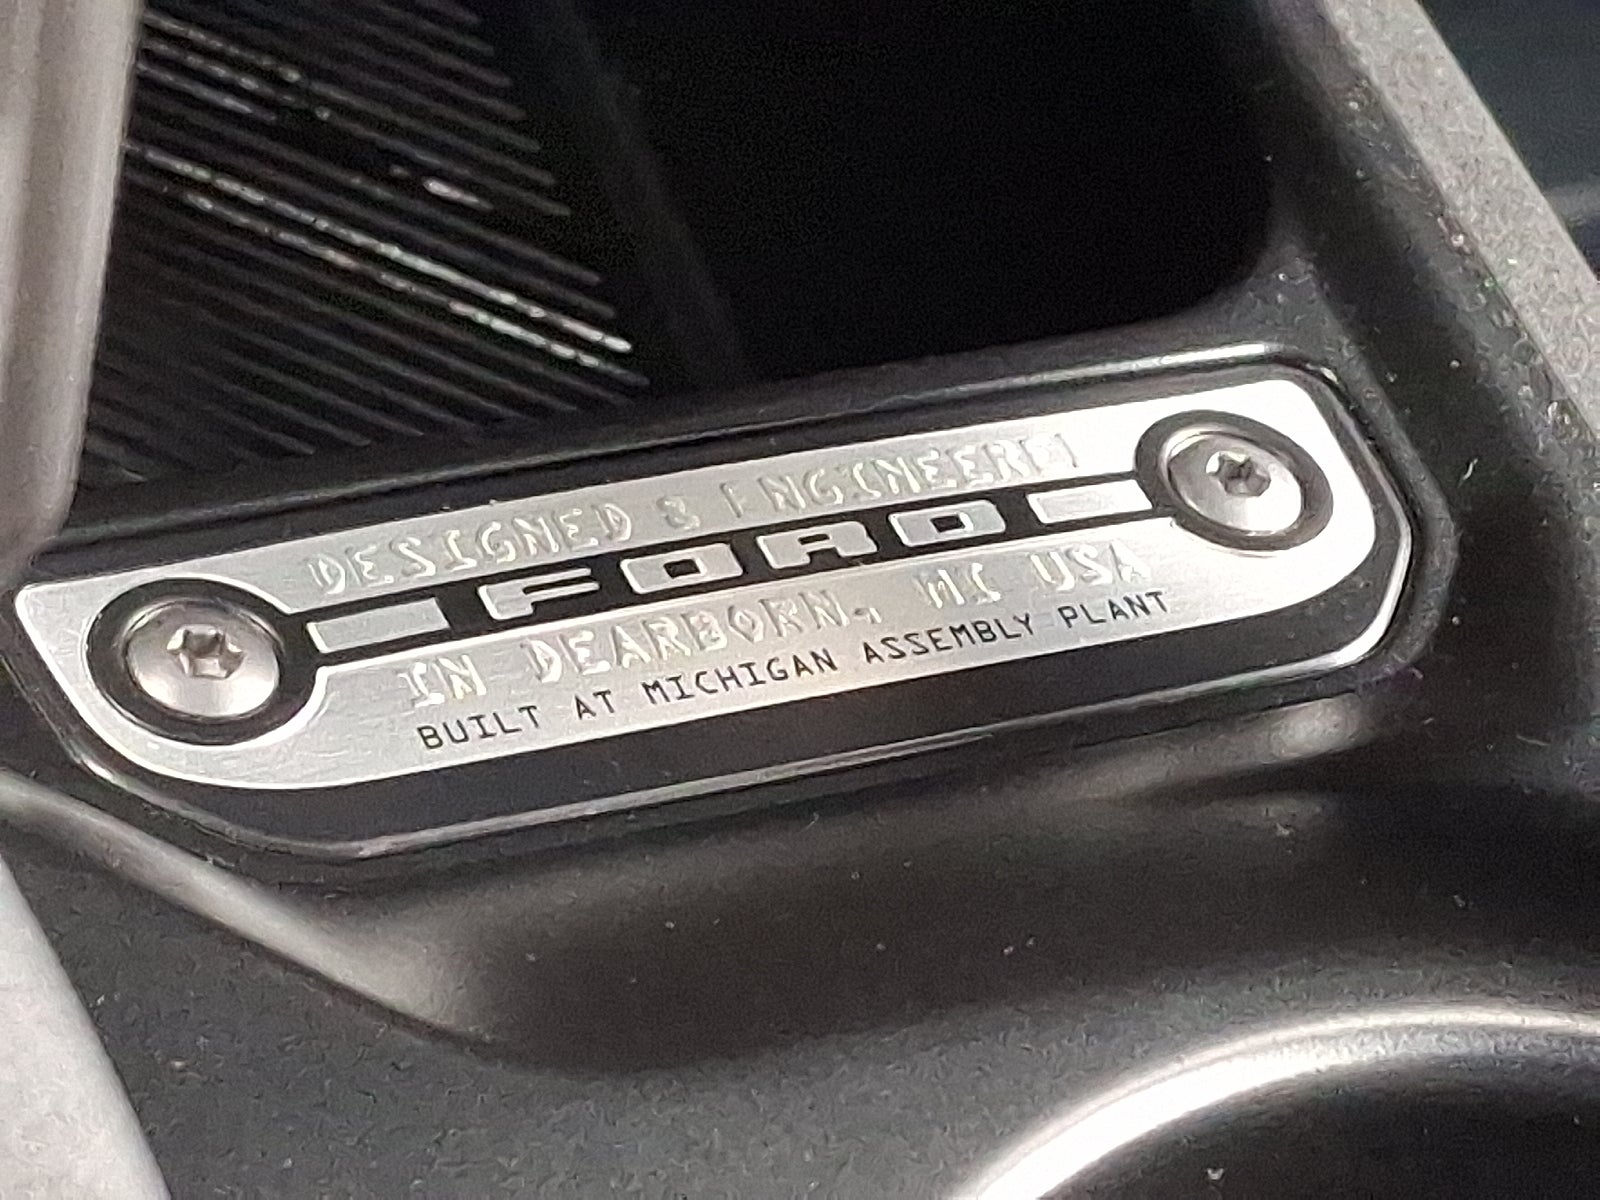 DESIGNED & ENGINEERED
FORD
IN DEARBORN, MI USA
BUILT AT MICHIGAN ASSEMBLY PLANT